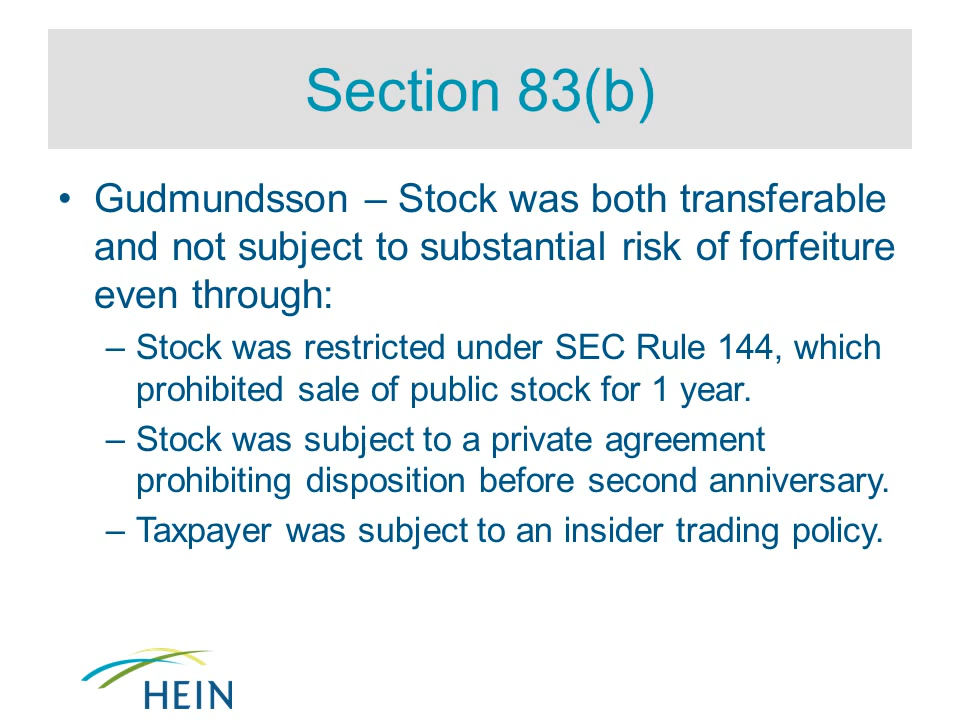 Section 83(b)
• Gudmundsson – Stock was both transferable
and not subject to substantial risk of forfeiture
even through:
– Stock was restricted under SEC Rule 144, which
prohibited sale of public stock for 1 year.
– Stock was subject to a private agreement
prohibiting disposition before second anniversary.
– Taxpayer was subject to an insider trading policy.
HEIN